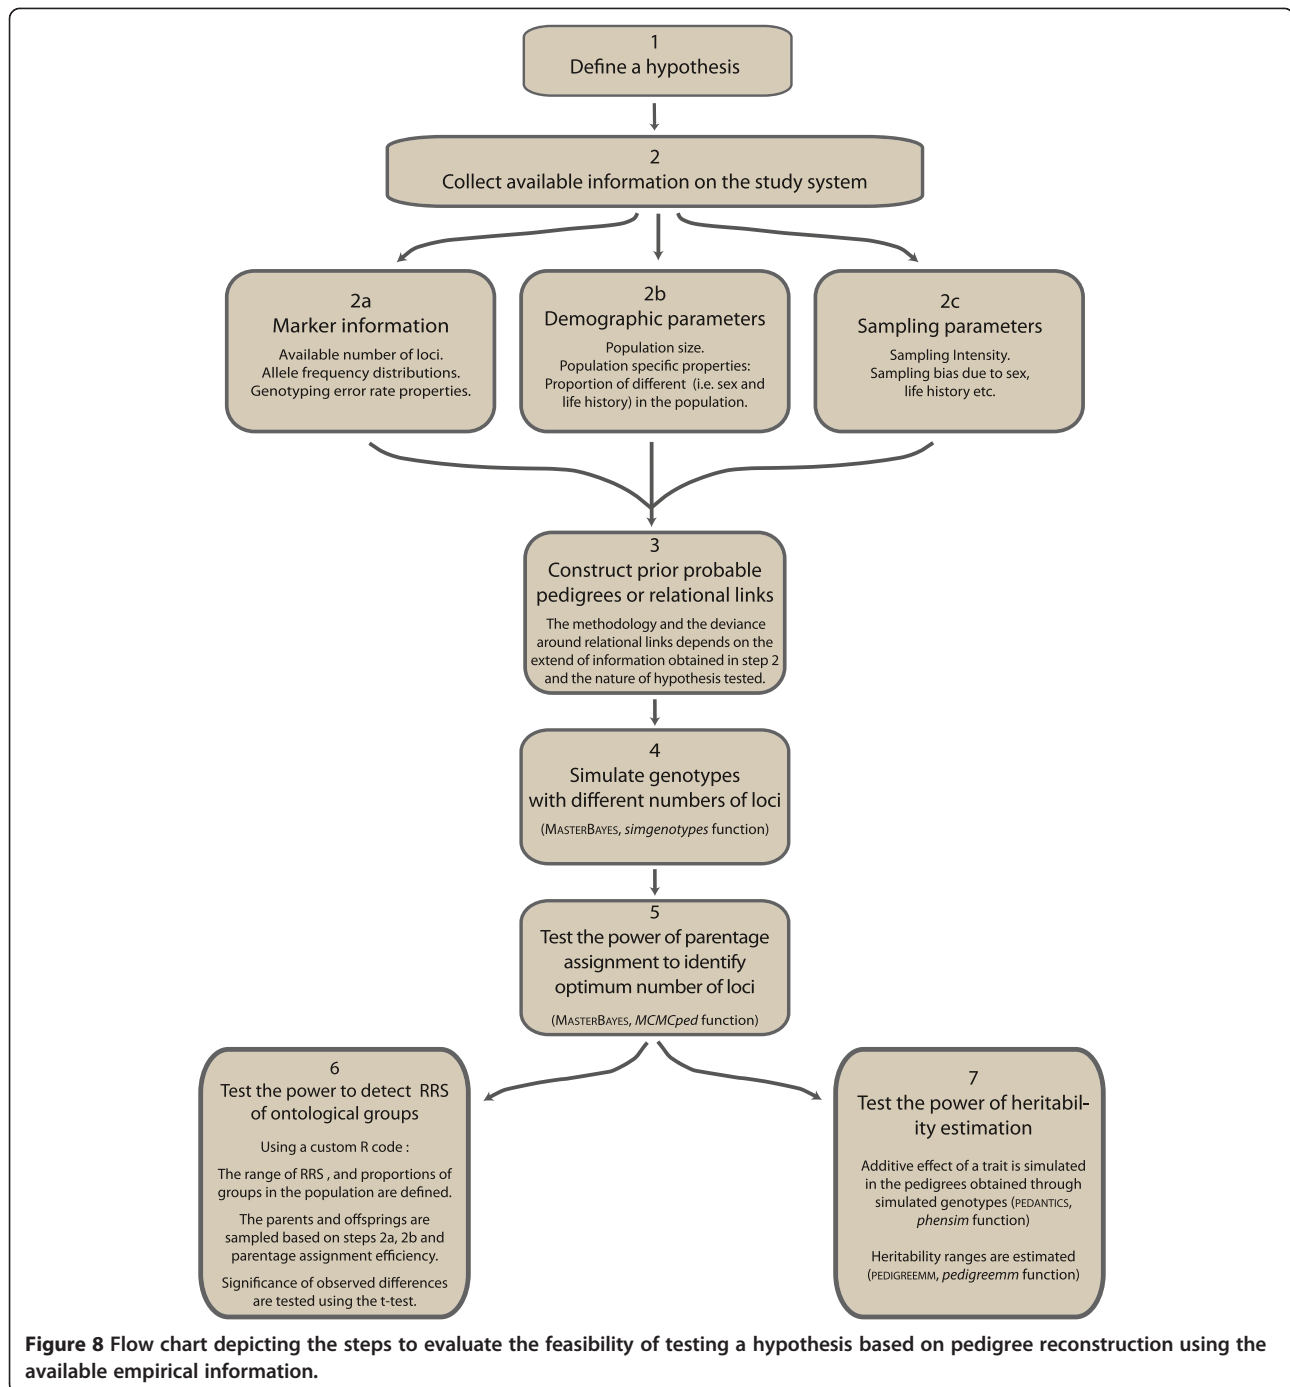 1
Define a hypothesis
2
Collect available information on the study system
2a
Marker information
Available number of loci.
Allele frequency distributions.
Genotyping error rate properties.
2b
Demographic parameters
Population size.
Population specific properties:
Proportion of different (i.e. sex and
life history) in the population.
2c
Sampling parameters
Sampling Intensity.
Sampling bias due to sex,
life history etc.
3
Construct prior probable
pedigrees or relational links
The methodology and the deviance
around relational links depends on the
extend of information obtained in step 2
and the nature of hypothesis tested.
4
Simulate genotypes
with different numbers of loci
(MASTERBAYES, simgenotypes function)
5
Test the power of parentage
assignment to identify
optimum number of loci
(MASTERBAYES, MCMCped function)
6
Test the power to detect RRS
of ontological groups
Using a custom R code :
The range of RRS , and proportions of
groups in the population are defined.
The parents and offsprings are
sampled based on steps 2a, 2b and
parentage assignment efficiency.
Significance of observed differences
are tested using the t-test.
7
Test the power of heritabil-
ity estimation
Additive effect of a trait is simulated
in the pedigrees obtained through
simulated genotypes (PEDANTICS,
phensim function)
Heritability ranges are estimated
(PEDIGREEMM, pedigreemm function)
Figure 8 Flow chart depicting the steps to evaluate the feasibility of testing a hypothesis based on pedigree reconstruction using the
available empirical information.